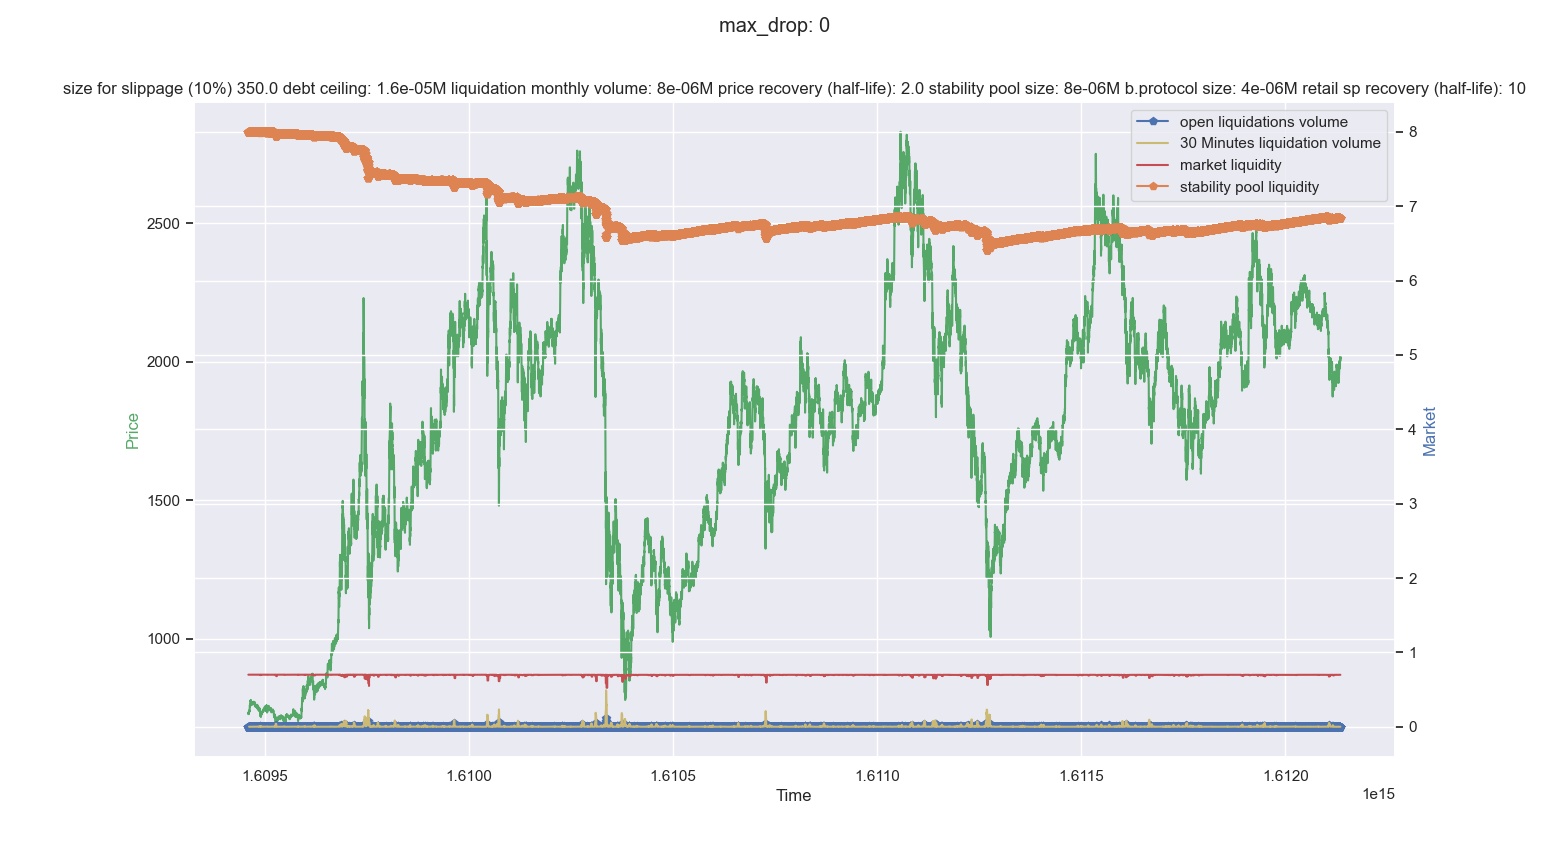 max_drop: 0
size for slippage (10%) 350.0 debt ceiling: 1.6e-05M liquidation monthly volume: 8e-06M price recovery (half-life): 2.0 stability pool size: 8e-06M b.protocol size: 4e-06M retail sp recovery (half-life): 10
open liquidations volume
30 Minutes liquidation volume
market liquidity
stability pool liquidity
2500
2000
1500
1000
Price
8
7
6
5
4
3
2
1
0
Market
1.6095 1.6100 1.6105 1.6110 1.6115 1.6120
Time
1e15